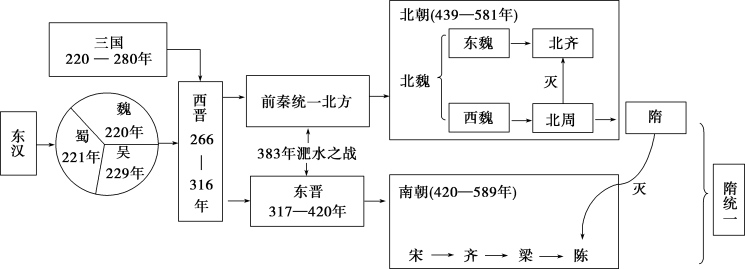 东汉
三国
220 — 280年
魏
220年
蜀
221年
吴
229年
西晋
266
—
316
年
前秦统一北方
383年淝水之战
东晋
317—420年
北朝(439—581年)
北魏
东魏
北齐
灭
西魏
北周
南朝(420—589年)
宋
齐
梁
陈
隋
灭
隋统一